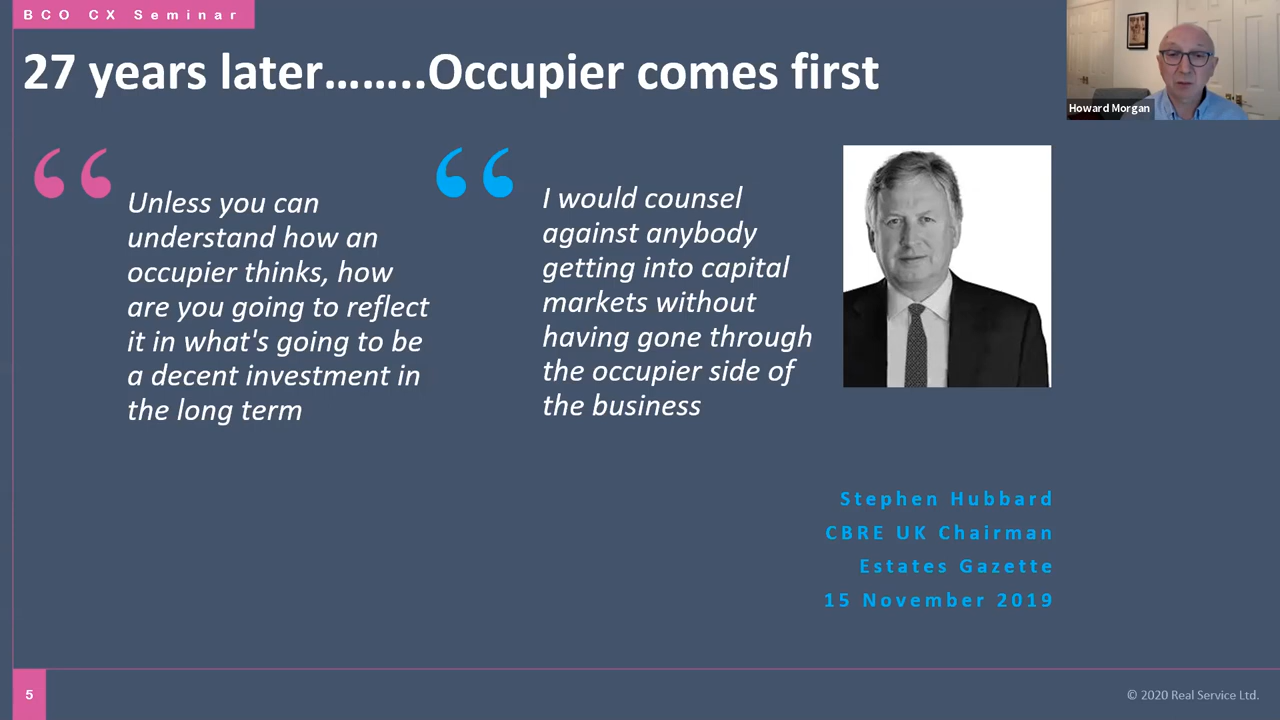 BCO CX Seminar
27 years later……..Occupier comes first
Howard Morgan
Unless you can
understand how an
occupier thinks, how
are you going to reflect
it in what's going to be
a decent investment in
the long term
I would counsel
against anybody
getting into capital
markets without
having gone through
the occupier side of
the business
Stephen Hubbard
CBRE UK Chairman
Estates Gazette
15 November 2019
5
© 2020 Real Service Ltd.